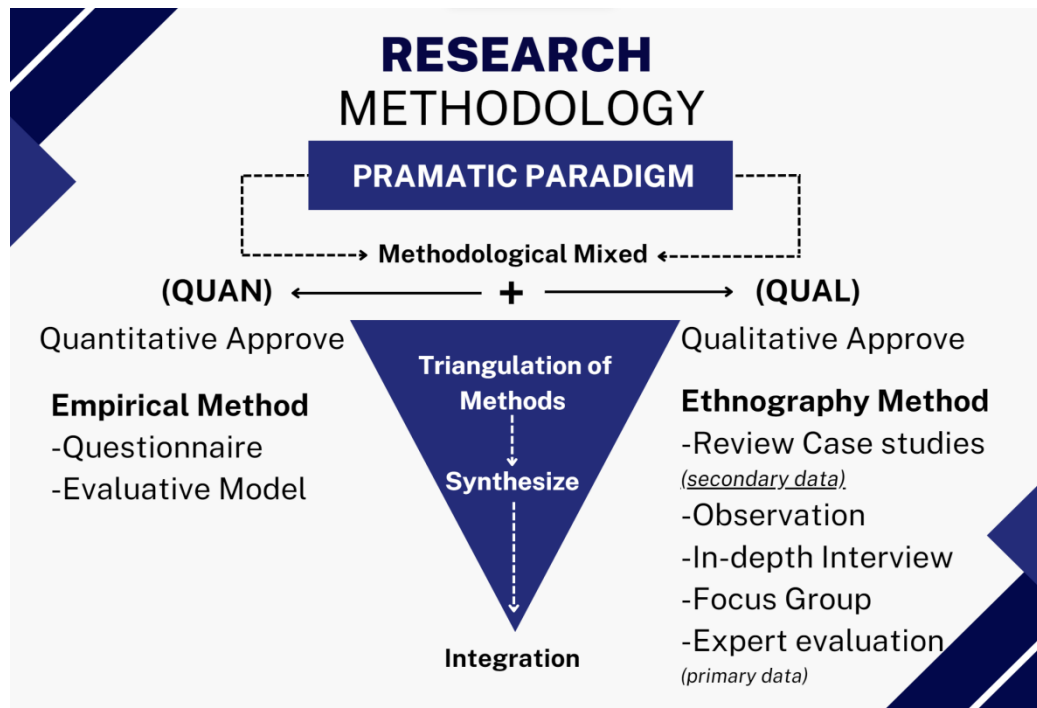 RESEARCH
METHODOLOGY
PRAMATIC PARADIGM
Methodological Mixed
(QUAN) + (QUAL)
Quantitative Approve
Empirical Method
-Questionnaire
-Evaluative Model
Triangulation of
Methods
Synthesize
Integration
Qualitative Approve
Ethnography Method
-Review Case studies
(secondary data)
-Observation
-In-depth Interview
-Focus Group
-Expert evaluation
(primary data)